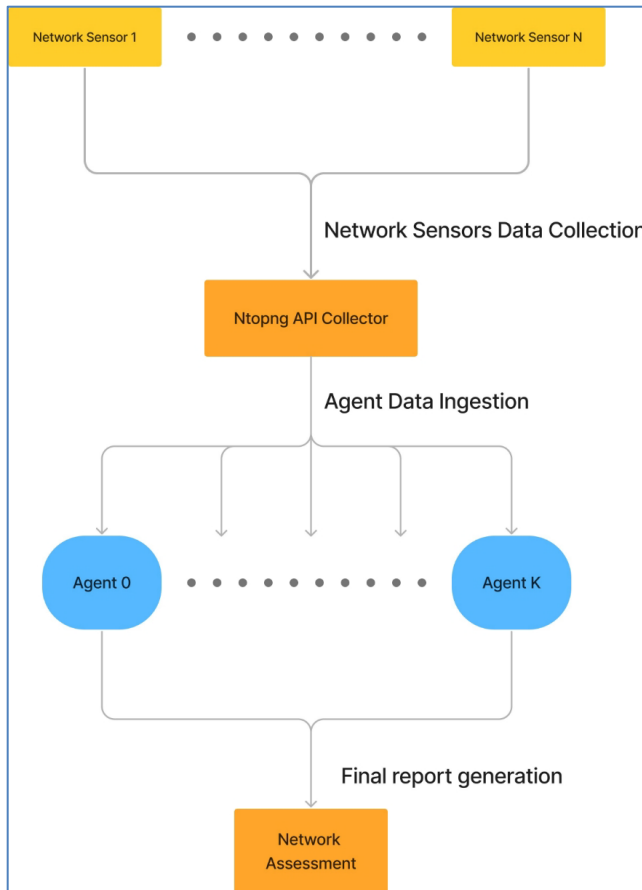 Network Sensor 1
Network Sensor N
Network Sensors Data Collection
Ntopng API Collector
Agent Data Ingestion
Agent 0
Agent K
Final report generation
Network
Assessment